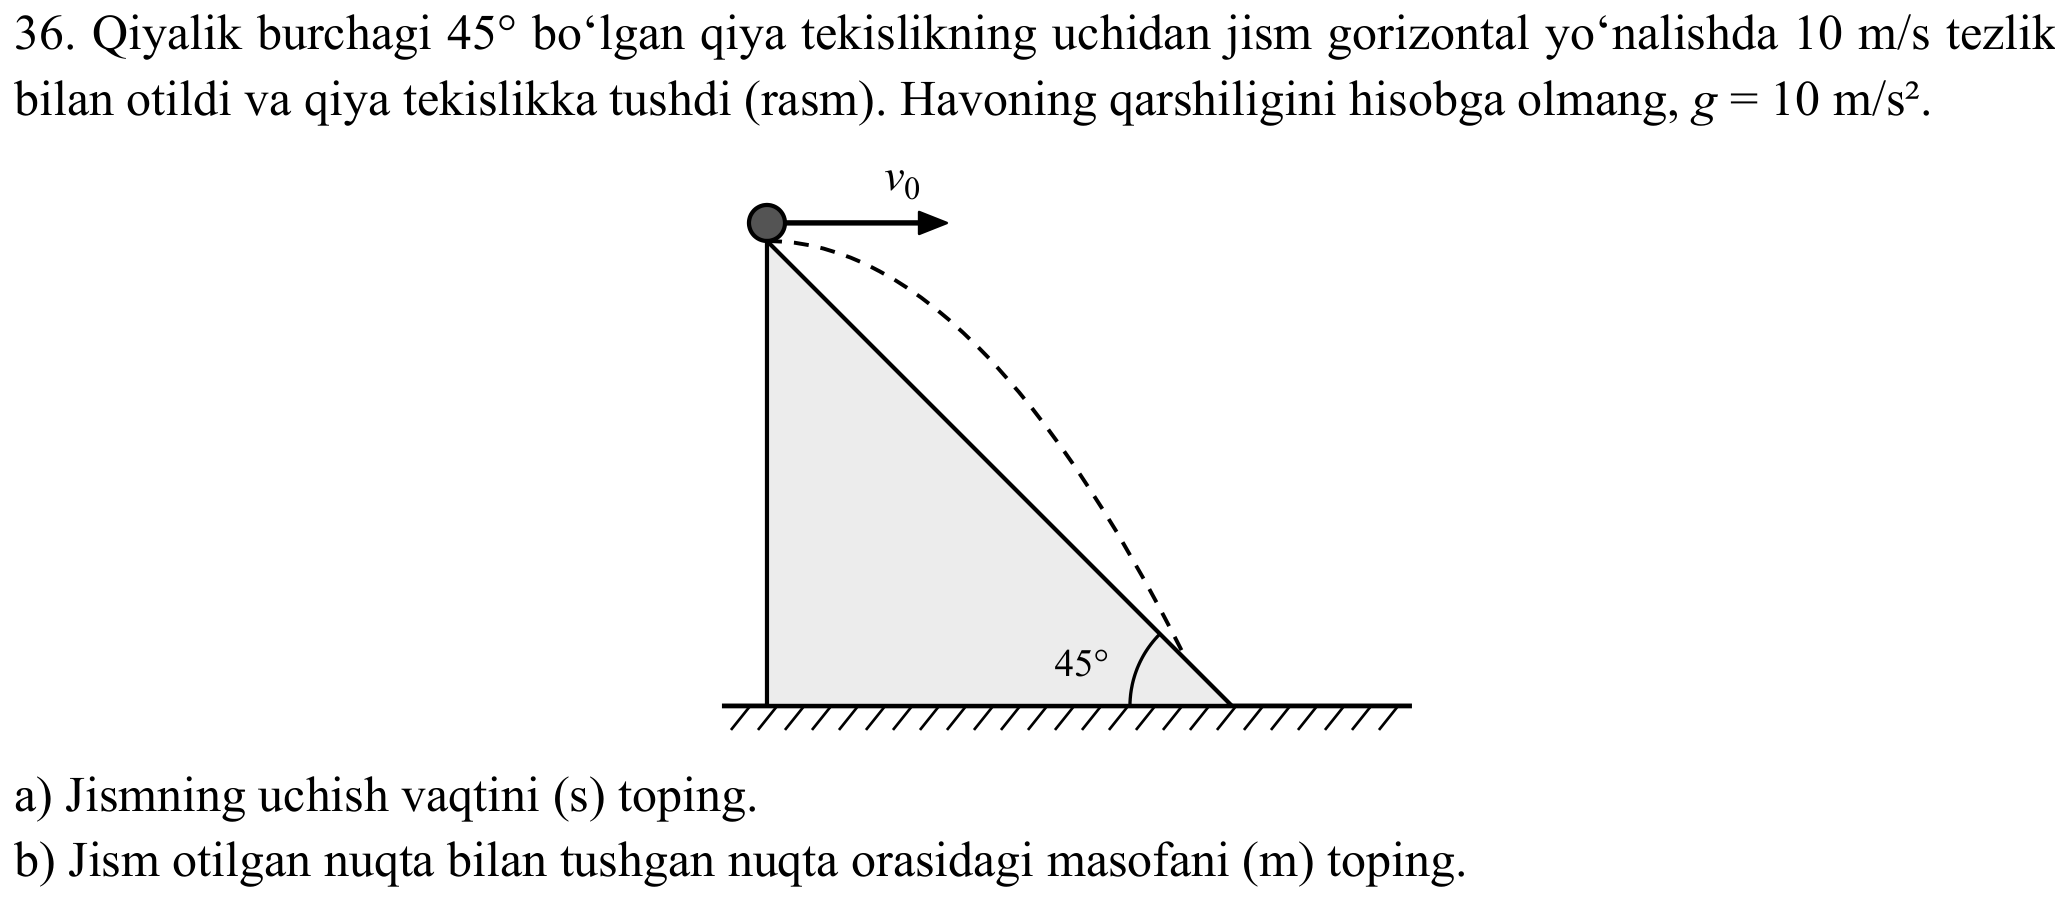 36. Qiyalik burchagi 45° bo‘lgan qiya tekislikning uchidan jism gorizontal yo‘nalishda 10 m/s tezlik
bilan otildi va qiya tekislikka tushdi (rasm). Havoning qarshiligini hisobga olmang, g = 10 m/s².
v₀
45°
a) Jismning uchish vaqtini (s) toping.
b) Jism otilgan nuqta bilan tushgan nuqta orasidagi masofani (m) toping.